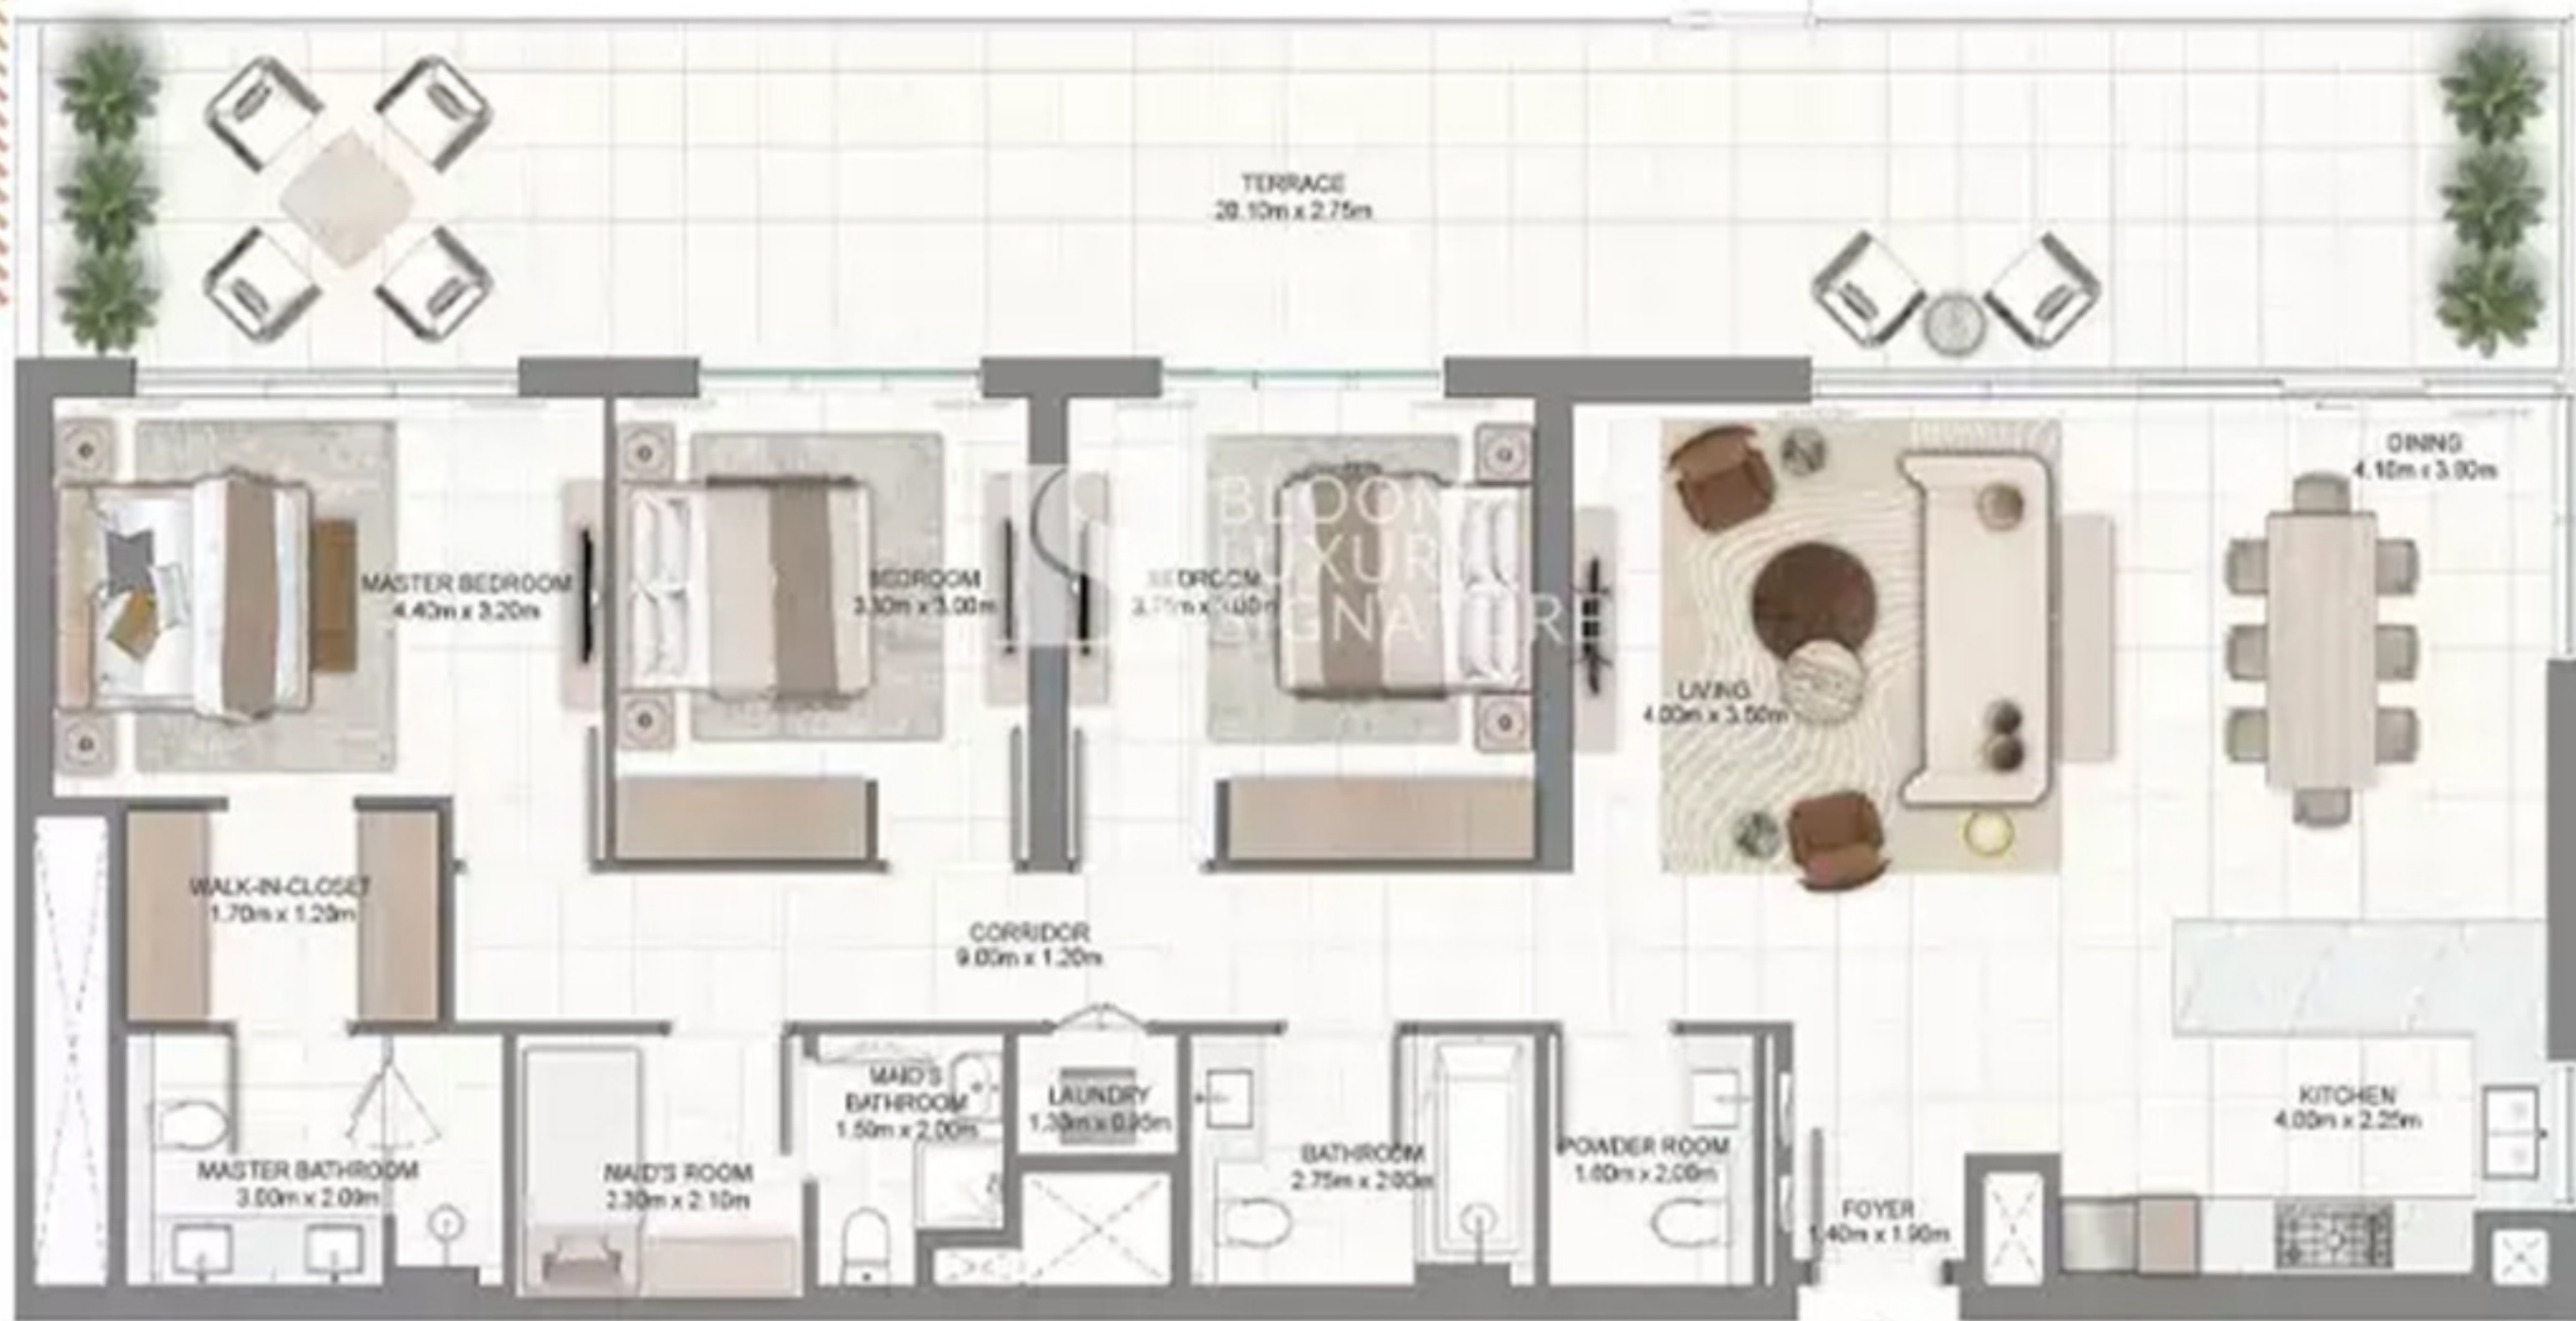 TERRACE
20.10m x 2.75m
DINING
4.10m x 3.80m
MASTER BEDROOM
4.40m x 3.20m
BEDROOM
x 3.00m
BEDROOM
BLOOM
LUXURY
SIGNATURE
LIVING
4.00m x 3.50m
WALK-IN-CLOSET
1.70m x 1.20m
CORRIDOR
9.00m x 1.20m
MAID'S
BATHROOM
1.50m x 2.00m
LAUNDRY
KITCHEN
4.00m x 2.25m
MASTER BATHROOM
3.00m x 2.00m
MAID'S ROOM
2.30m x 2.10m
BATHROOM
2.75m x 2.00m
POWDER ROOM
1.60m x 2.00m
FOYER
1.40m x 1.90m